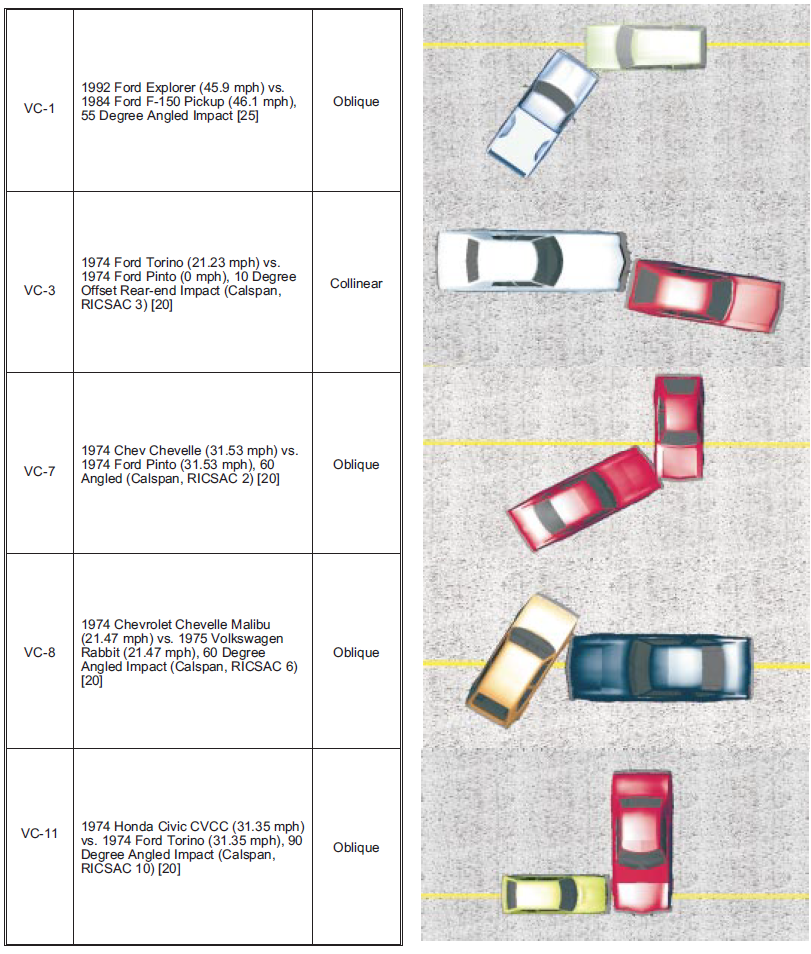 VC-1
1992 Ford Explorer (45.9 mph) vs.
1984 Ford F-150 Pickup (46.1 mph),
55 Degree Angled Impact [25]
Oblique
VC-3
1974 Ford Torino (21.23 mph) vs.
1974 Ford Pinto (0 mph), 10 Degree
Offset Rear-end Impact (Calspan,
RICSAC 3) [20]
Collinear
VC-7
1974 Chev Chevelle (31.53 mph) vs.
1974 Ford Pinto (31.53 mph), 60
Angled (Calspan, RICSAC 2) [20]
Oblique
VC-8
1974 Chevrolet Chevelle Malibu
(21.47 mph) vs. 1975 Volkswagen
Rabbit (21.47 mph), 60 Degree
Angled Impact (Calspan, RICSAC 6)
[20]
Oblique
VC-11
1974 Honda Civic CVCC (31.35 mph)
vs. 1974 Ford Torino (31.35 mph), 90
Degree Angled Impact (Calspan,
RICSAC 10) [20]
Oblique